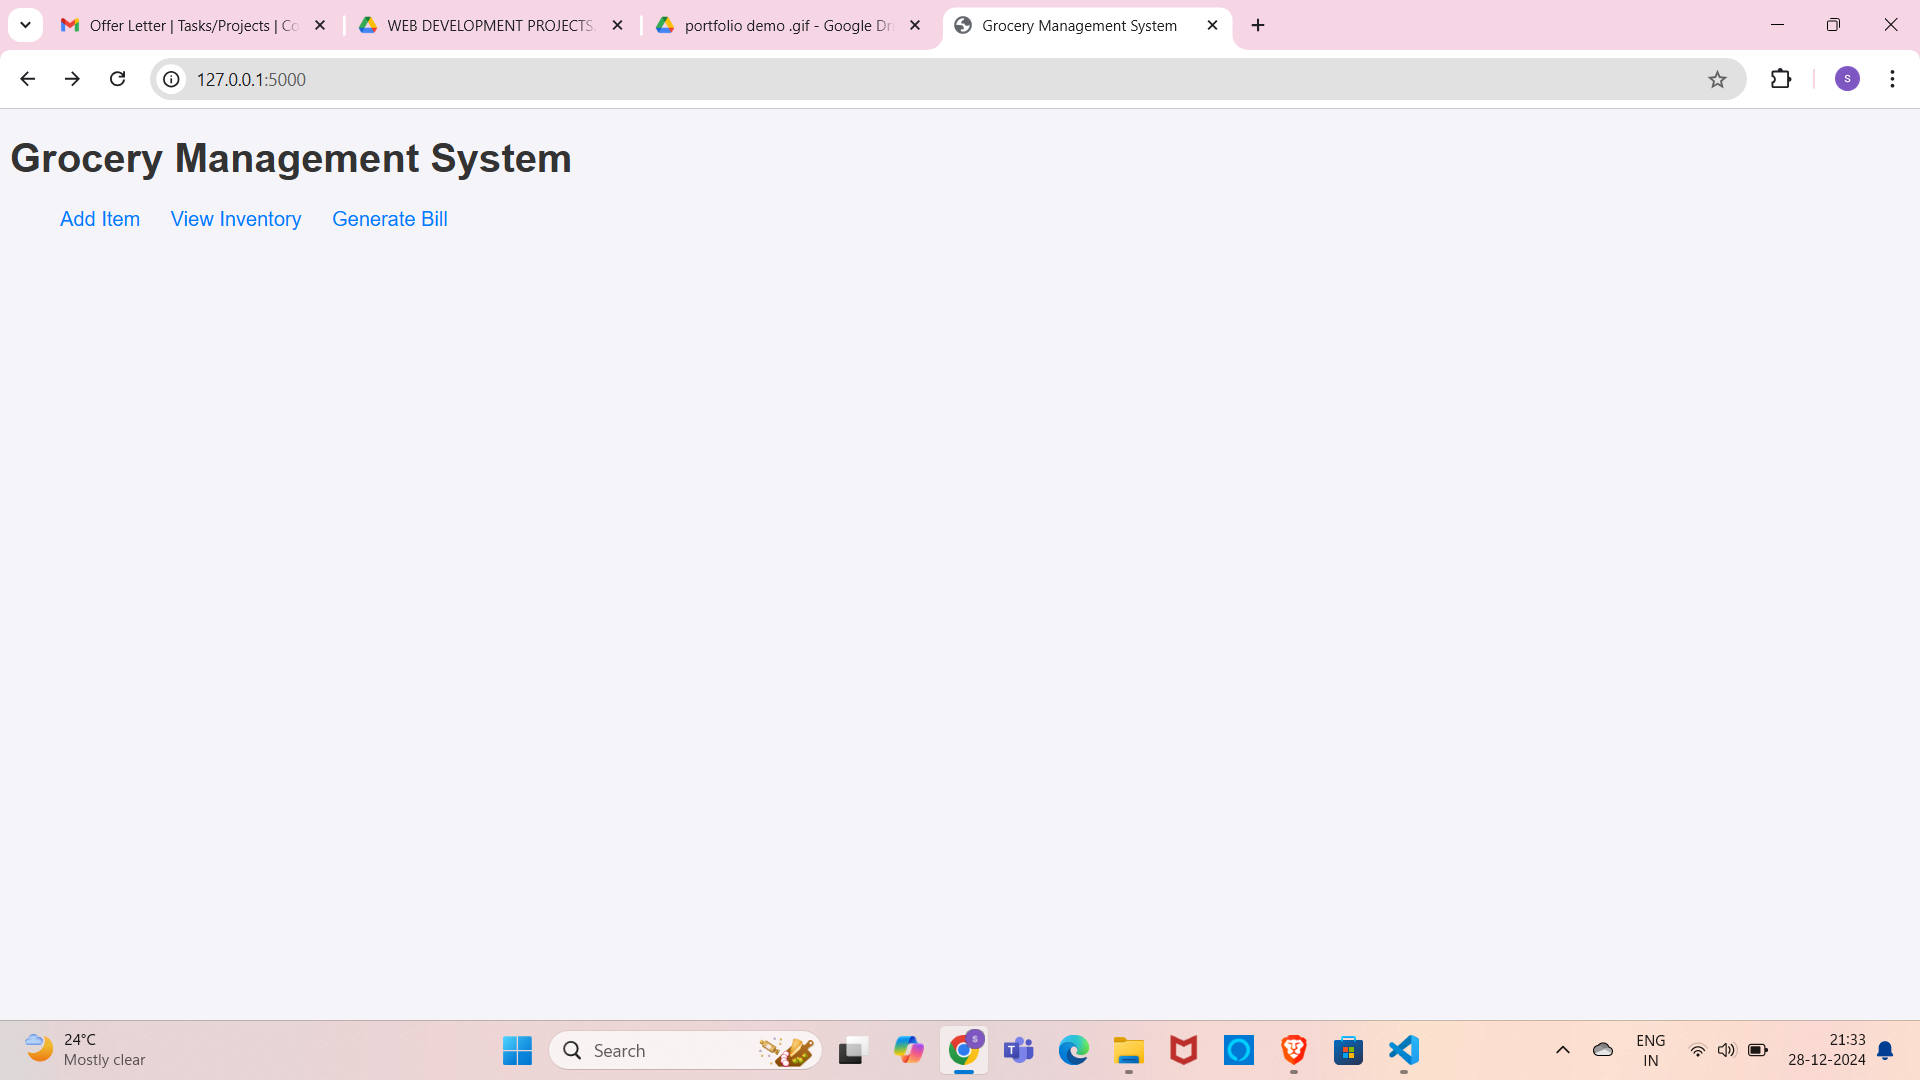 Offer Letter | Tasks/Projects | Co
WEB DEVELOPMENT PROJECTS
portfolio demo .gif - Google Dri
Grocery Management System
127.0.0.1:5000
S
Grocery Management System
Add Item View Inventory Generate Bill
24°C
Mostly clear
Search
S
ENG
IN
21:33
28-12-2024